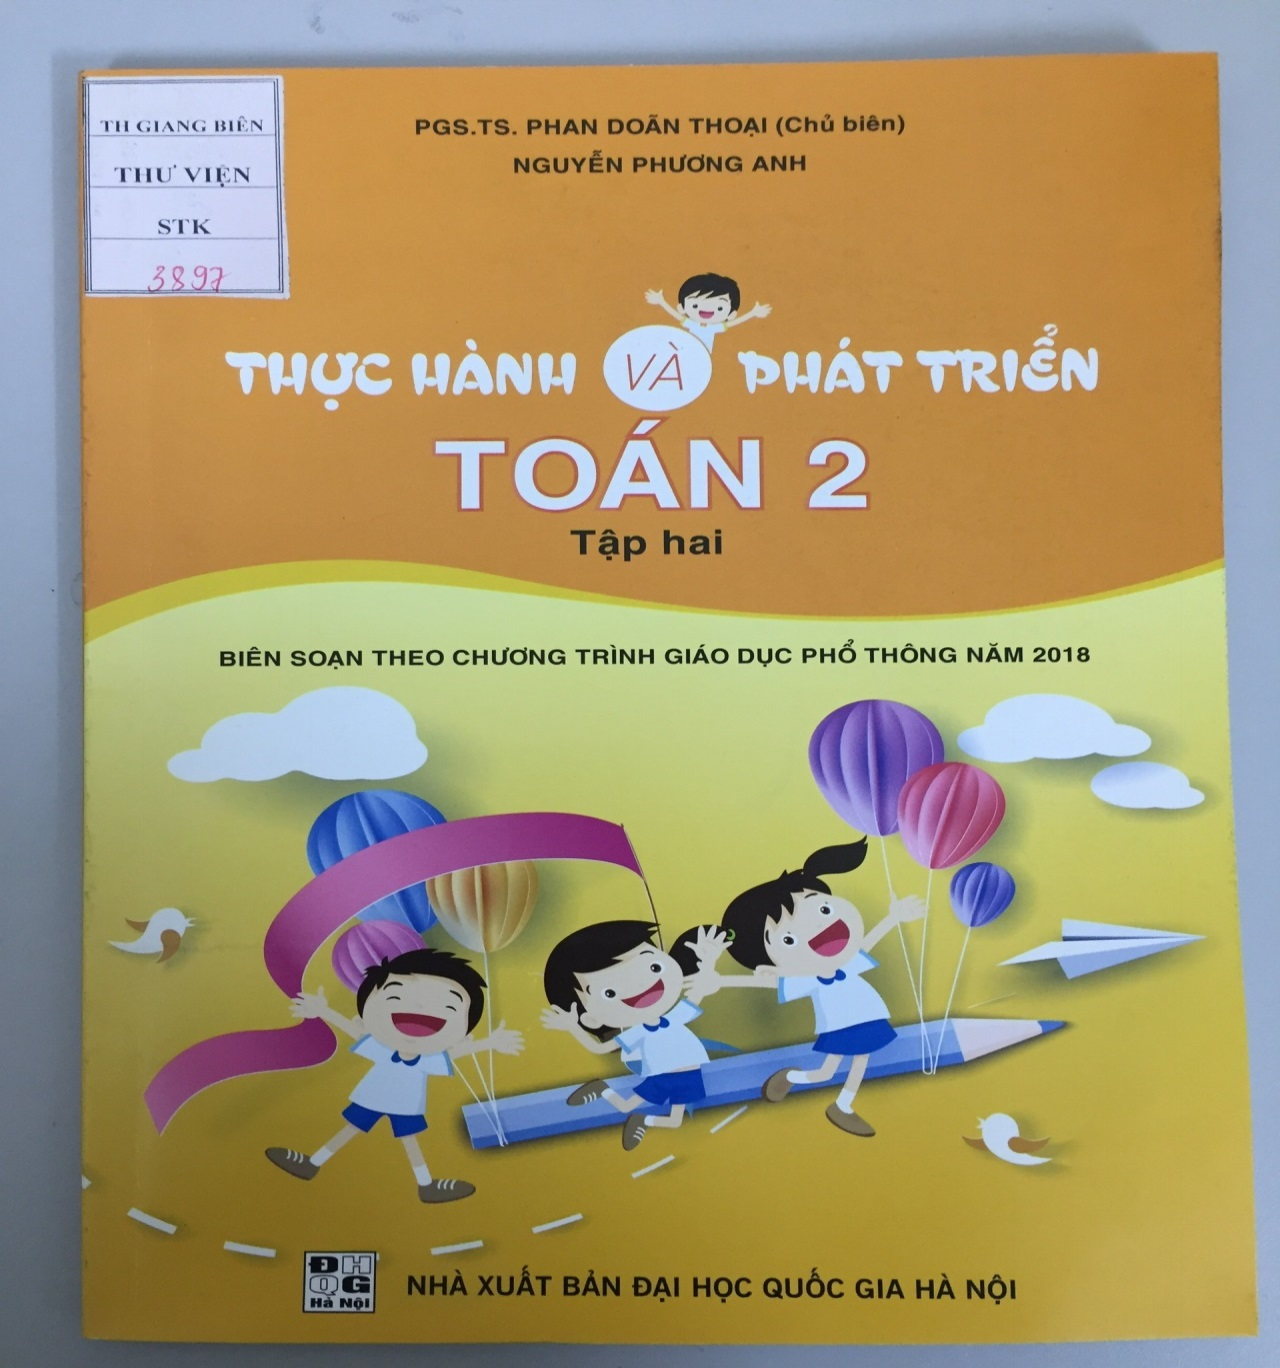 TH GIANG BIÊN
THƯ VIỆN
STK
3897
PGS.TS. PHAN DOÃN THOẠI (Chủ biên)
NGUYỄN PHƯƠNG ANH
THỰC HÀNH VÀ PHÁT TRIỂN
TOÁN 2
Tập hai
BIÊN SOẠN THEO CHƯƠNG TRÌNH GIÁO DỤC PHỔ THÔNG NĂM 2018
ĐH
QG
Hà Nội
NHÀ XUẤT BẢN ĐẠI HỌC QUỐC GIA HÀ NỘI